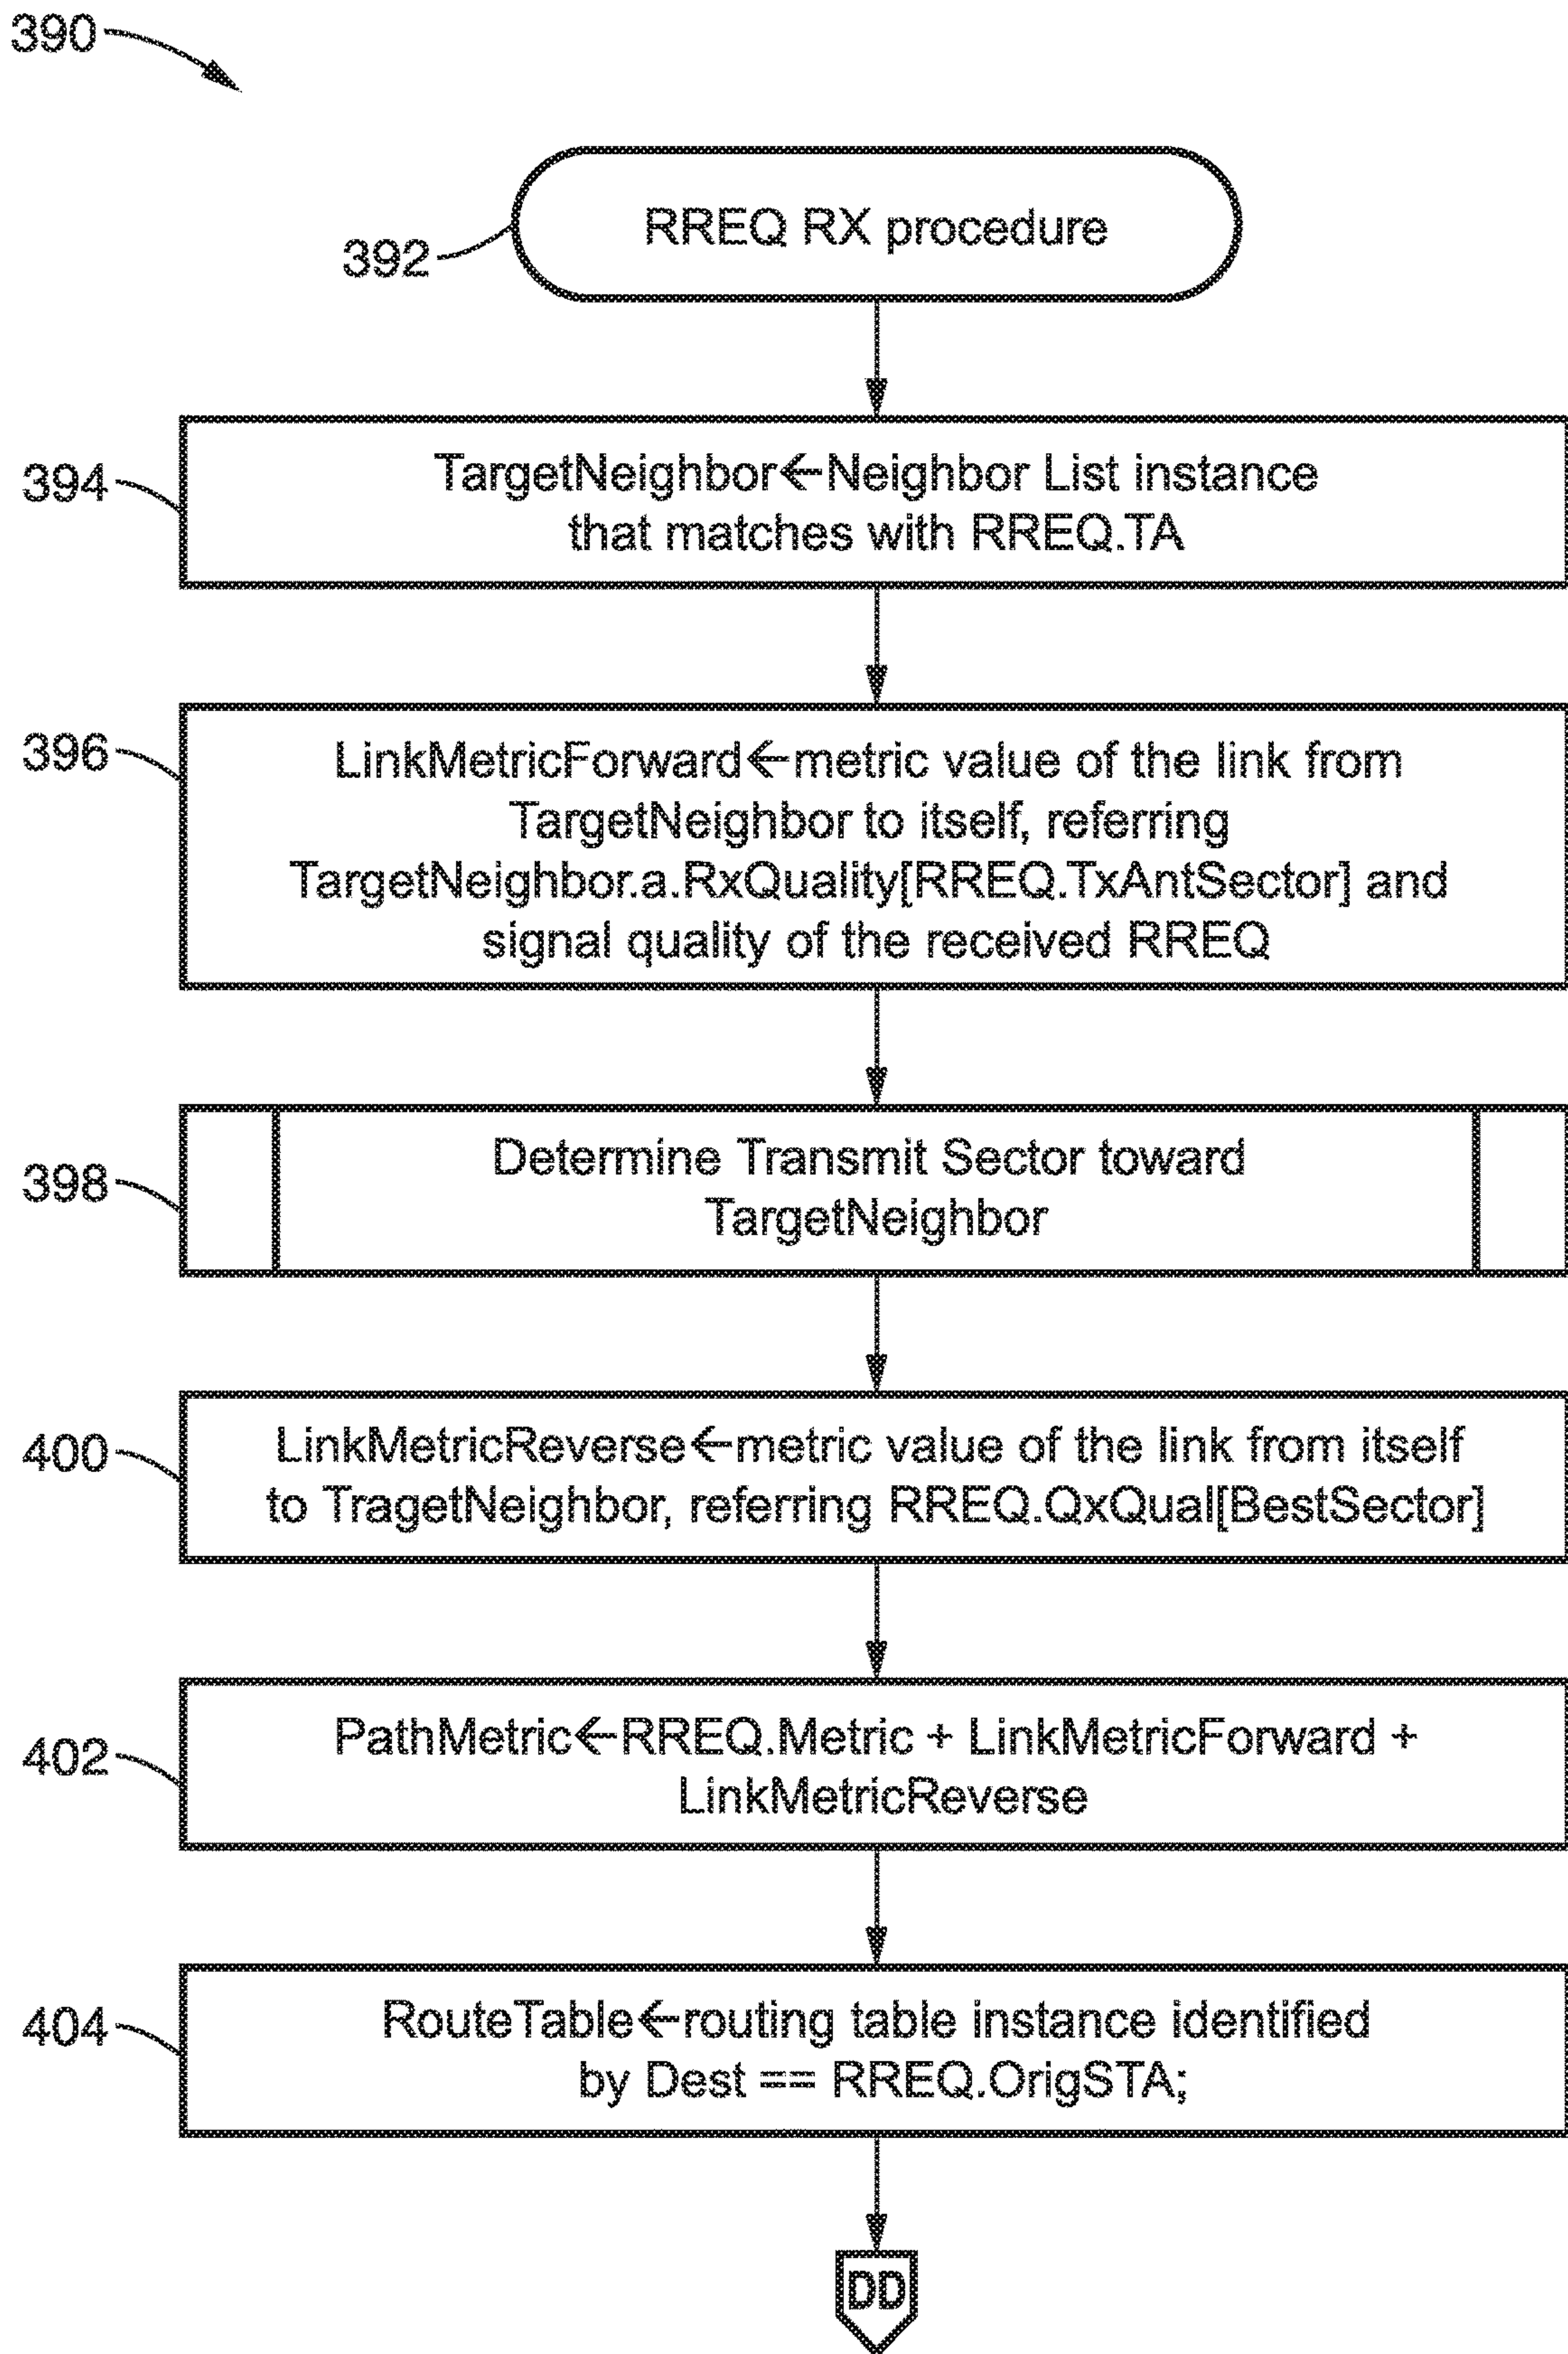 390
392
RREQ RX procedure
394
TargetNeighbor←Neighbor List instance
that matches with RREQ.TA
396
LinkMetricForward←metric value of the link from
TargetNeighbor to itself, referring
TargetNeighbor.a.RxQuality[RREQ.TxAntSector] and
signal quality of the received RREQ
398
Determine Transmit Sector toward
TargetNeighbor
400
LinkMetricReverse←metric value of the link from itself
to TragetNeighbor, referring RREQ.QxQual[BestSector]
402
PathMetric←RREQ.Metric + LinkMetricForward +
LinkMetricReverse
404
RouteTable←routing table instance identified
by Dest == RREQ.OrigSTA;
DD